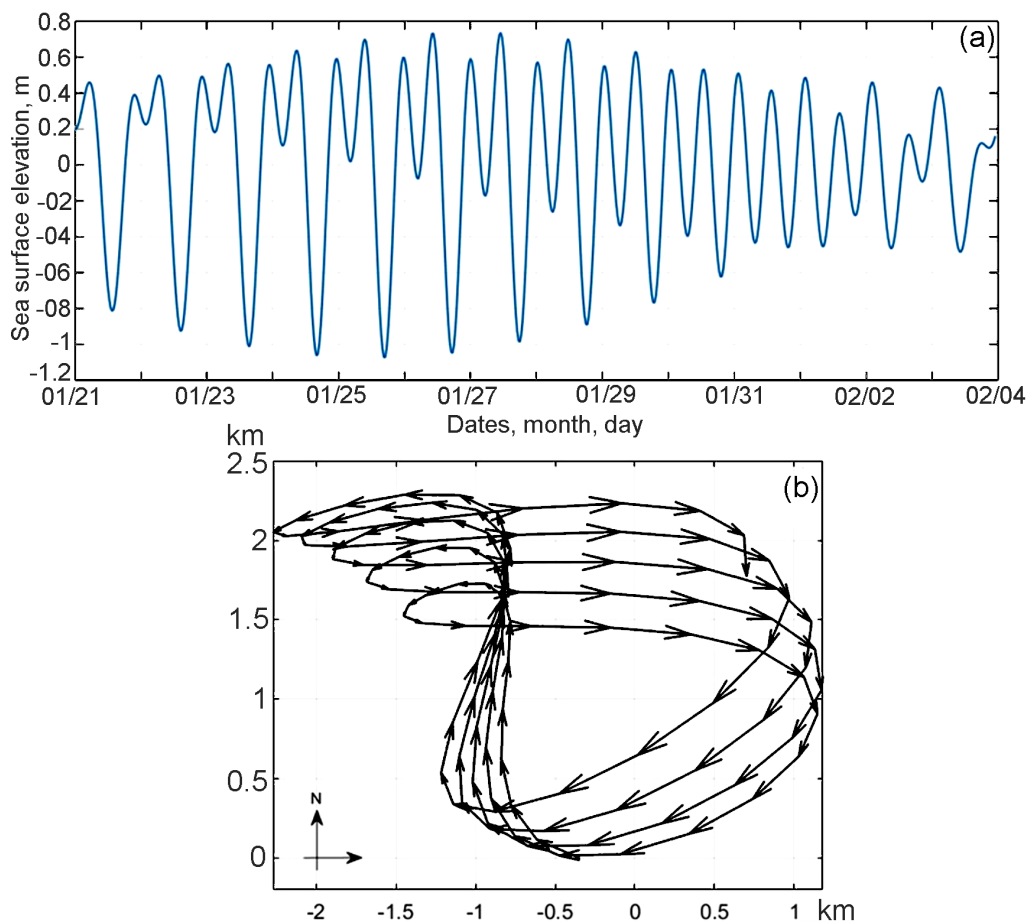 (a)
Sea surface elevation, m
0.8
0.6
0.4
0.2
0
-02
-04
-06
-08
-1
-1.2
01/21 01/23 01/25 01/27 01/29 01/31 02/02 02/04
Dates, month, day
km
(b)
2.5
2
1.5
1
0.5
0
N
-2 -1.5 -1 -0.5 0 0.5 1 km